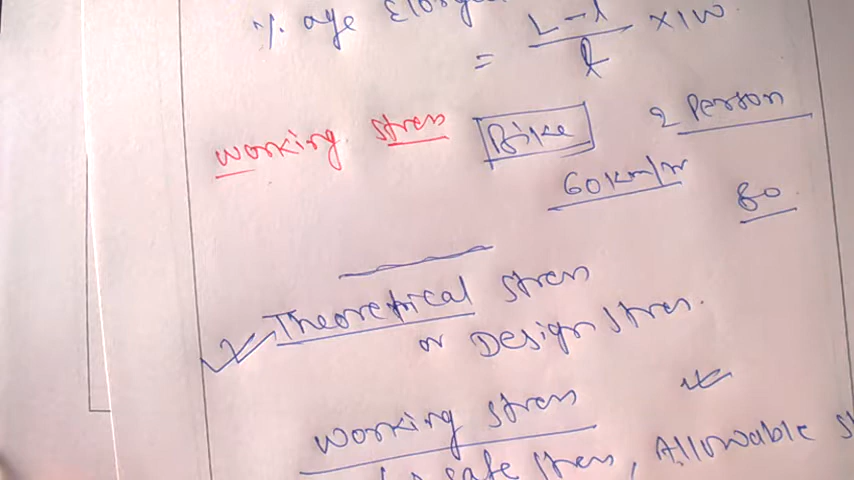 % age
= L-l / l × 100
working stress Bike 2 Person
60 km/hr 80
Theoretical stress
or Design stress.
working stress
safe stress, Allowable